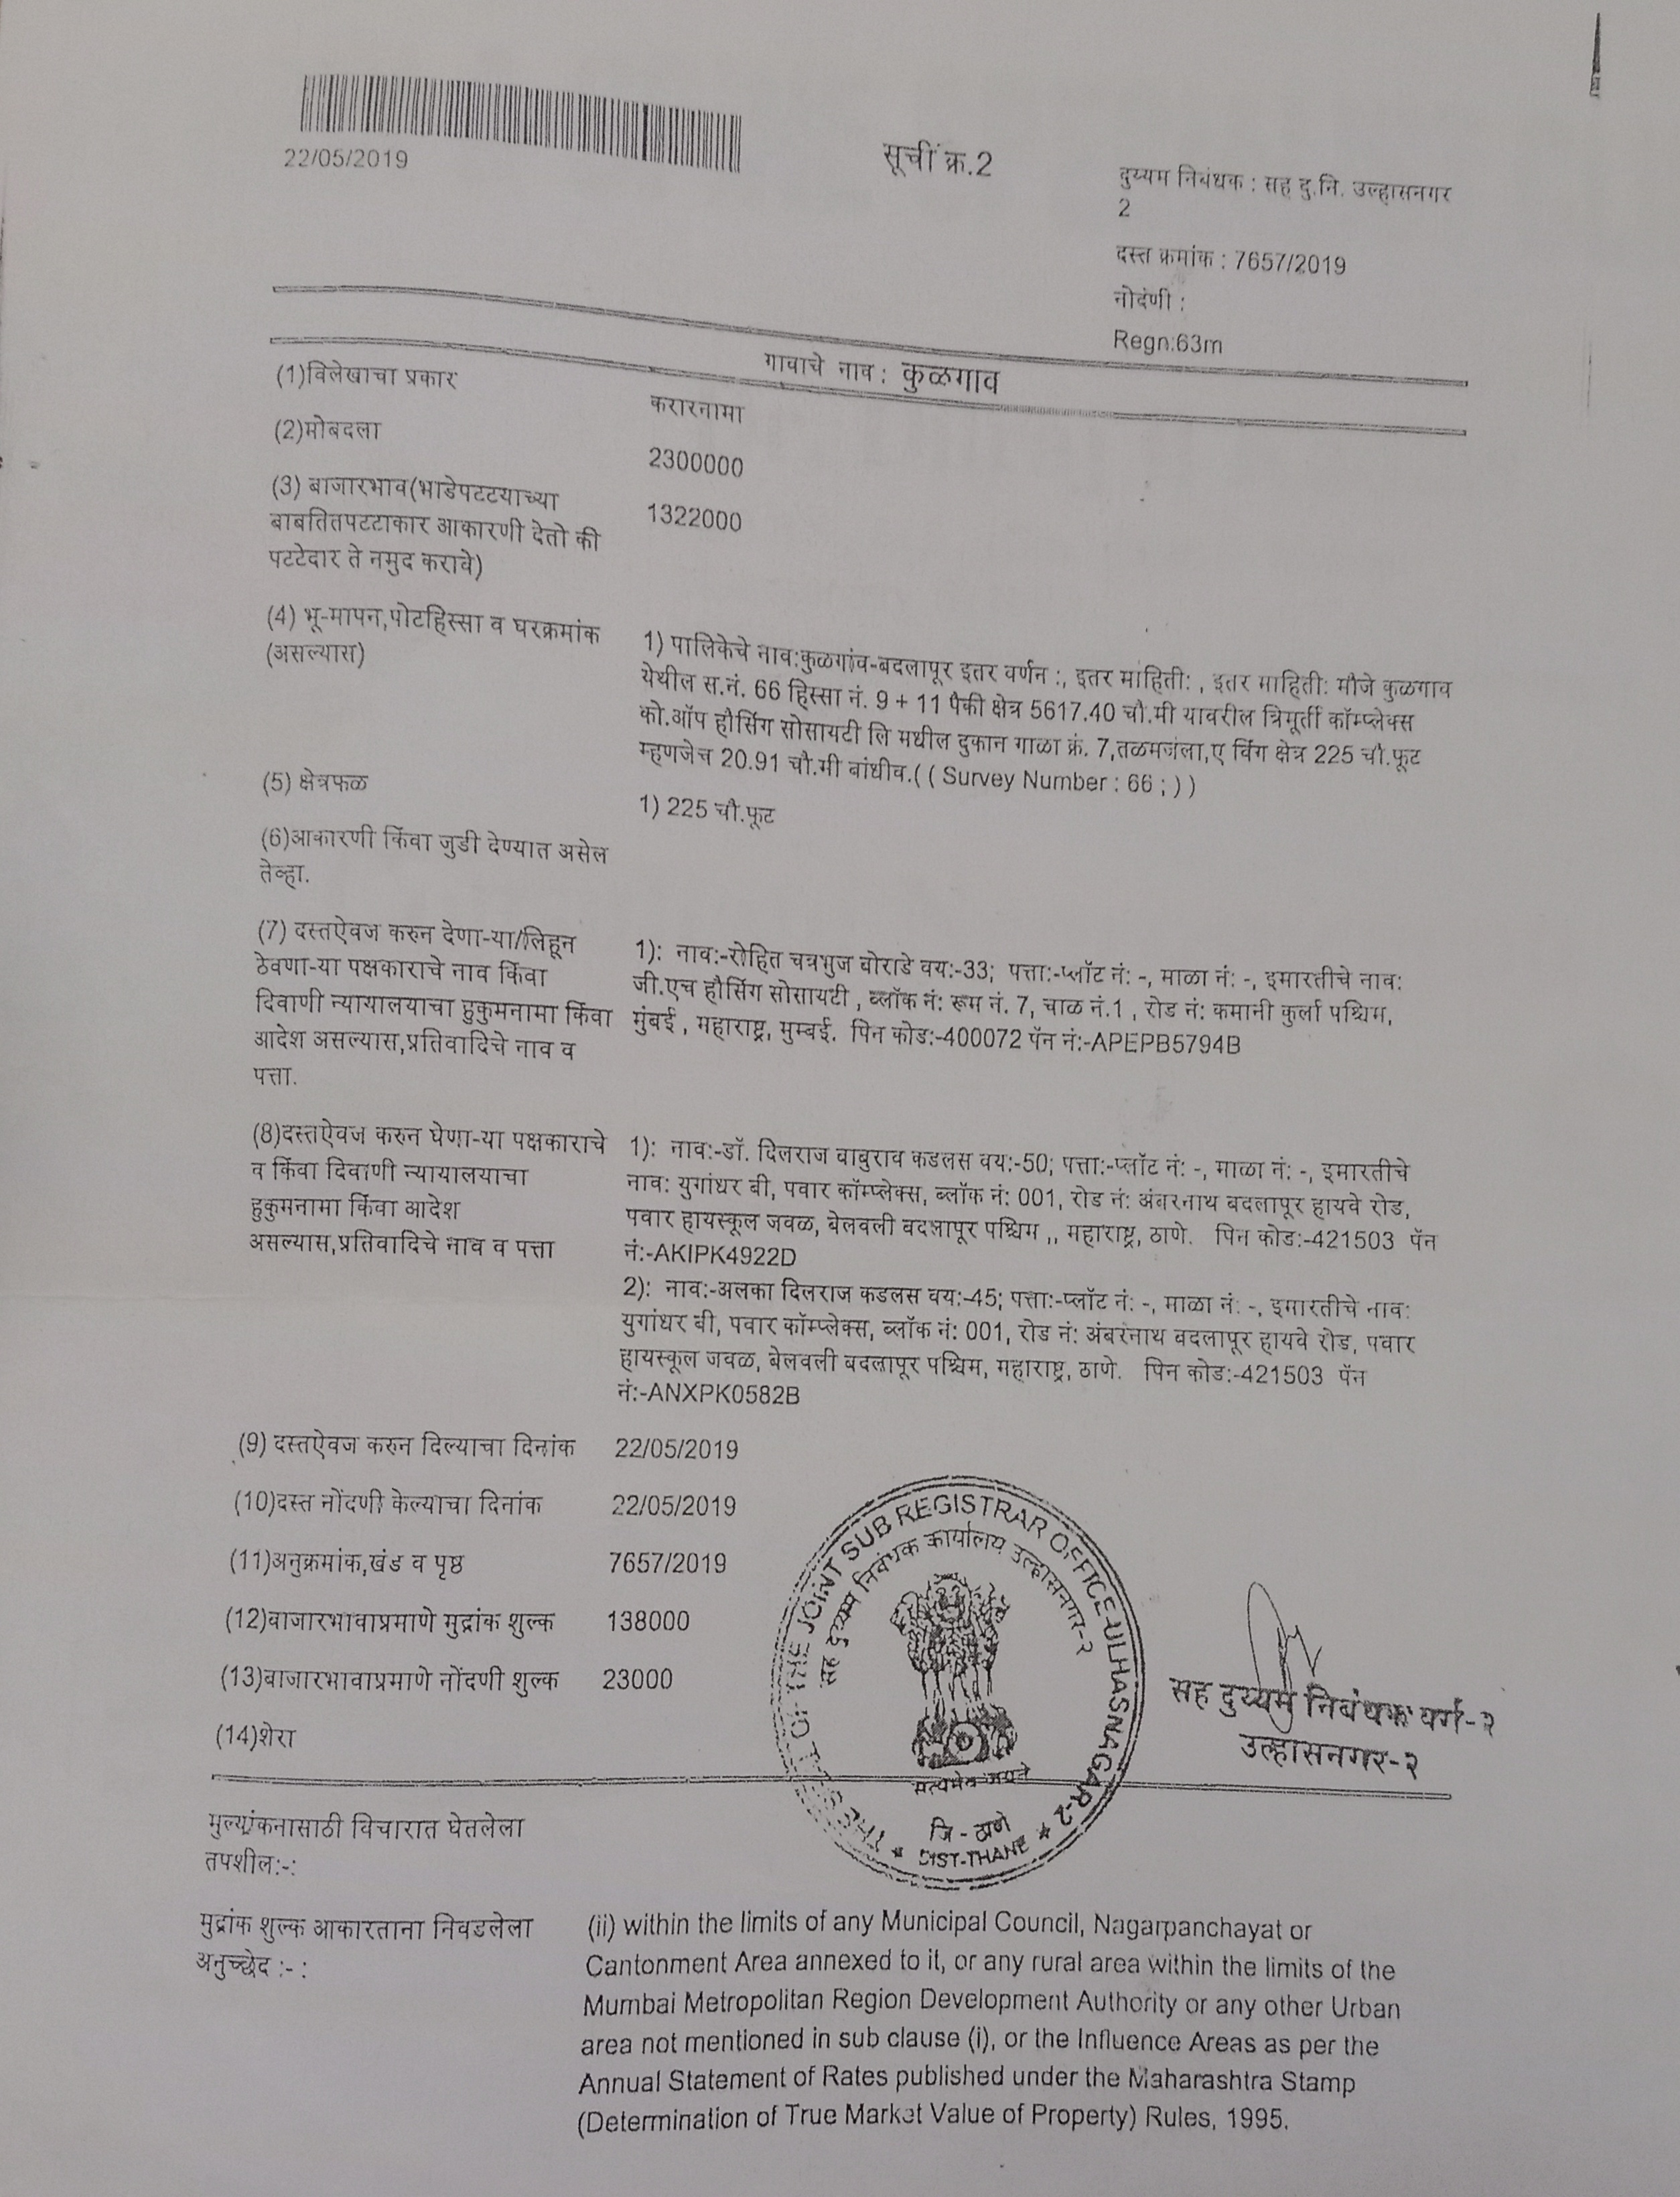 22/05/2019
सूची क्र.2
दुय्यम निबंधक : सह दु.नि. उल्हासनगर
2
दस्त क्रमांक : 7657/2019
नोदंणी :
Regn:63m
गावाचे नाव : कुळगाव
(1)विलेखाचा प्रकार
करारनामा
(2)मोबदला
2300000
(3) बाजारभाव(भाडेपटटयाच्या
बाबतितपटटाकार आकारणी देतो की
पटटेदार ते नमुद करावे)
1322000
(4) भू-मापन,पोटहिस्सा व घरक्रमांक
(असल्यास)
1) पालिकेचे नाव:कुळगांव-बदलापूर इतर वर्णन :, इतर माहिती: , इतर माहिती: मौजे कुळगाव
येथील स.नं. 66 हिस्सा नं. 9 + 11 पैकी क्षेत्र 5617.40 चौ.मी यावरील त्रिमूर्ती कॉम्प्लेक्स
को.ऑप हौसिंग सोसायटी लि मधील दुकान गाळा क्रं. 7,तळमजंला,ए विंग क्षेत्र 225 चौ.फूट
म्हणजेच 20.91 चौ.मी बांधीव.( ( Survey Number : 66 ; ) )
(5) क्षेत्रफळ
1) 225 चौ.फूट
(6)आकारणी किंवा जुडी देण्यात असेल
तेव्हा.
(7) दस्तऐवज करुन देणा-या/लिहून
ठेवणा-या पक्षकाराचे नाव किंवा
दिवाणी न्यायालयाचा हुकुमनामा किंवा
आदेश असल्यास,प्रतिवादिचे नाव व
पत्ता.
1): नाव:-रोहित चत्रभुज बोराडे वय:-33; पत्ता:-प्लॉट नं: -, माळा नं: -, इमारतीचे नाव:
जी.एच हौसिंग सोसायटी , ब्लॉक नं: रूम नं. 7, चाळ नं.1 , रोड नं: कमानी कुर्ला पश्चिम,
मुंबई , महाराष्ट्र, मुम्बई. पिन कोड:-400072 पॅन नं:-APEPB5794B
(8)दस्तऐवज करुन घेणा-या पक्षकाराचे
व किंवा दिवाणी न्यायालयाचा
हुकुमनामा किंवा आदेश
असल्यास,प्रतिवादिचे नाव व पत्ता
1): नाव:-डॉ. दिलराज बाबुराव कडलस वय:-50; पत्ता:-प्लॉट नं: -, माळा नं: -, इमारतीचे
नाव: युगांधर बी, पवार कॉम्प्लेक्स, ब्लॉक नं: 001, रोड नं: अंबरनाथ बदलापूर हायवे रोड,
पवार हायस्कूल जवळ, बेलवली बदलापूर पश्चिम ,, महाराष्ट्र, ठाणे. पिन कोड:-421503 पॅन
नं:-AKIPK4922D
2): नाव:-अलका दिलराज कडलस वय:-45; पत्ता:-प्लॉट नं: -, माळा नं: -, इमारतीचे नाव:
युगांधर बी, पवार कॉम्प्लेक्स, ब्लॉक नं: 001, रोड नं: अंबरनाथ बदलापूर हायवे रोड, पवार
हायस्कूल जवळ, बेलवली बदलापूर पश्चिम, महाराष्ट्र, ठाणे. पिन कोड:-421503 पॅन
नं:-ANXPK0582B
(9) दस्तऐवज करुन दिल्याचा दिनांक
22/05/2019
(10)दस्त नोंदणी केल्याचा दिनांक
22/05/2019
(11)अनुक्रमांक,खंड व पृष्ठ
7657/2019
(12)बाजारभावाप्रमाणे मुद्रांक शुल्क
138000
(13)बाजारभावाप्रमाणे नोंदणी शुल्क
23000
(14)शेरा
THE SEAL OF THE JOINT SUB REGISTRAR OFFICE-ULHASNAGAR-2
सह दुय्यम निबंधक कार्यालय उल्हासनगर-२
सत्यमेव जयते
जि - ठाणे
DIST-THANE
सह दुय्यम निबंधक वर्ग-२
उल्हासनगर-२
मुल्यांकनासाठी विचारात घेतलेला
तपशील:-:
मुद्रांक शुल्क आकारताना निवडलेला
अनुच्छेद :- :
(ii) within the limits of any Municipal Council, Nagarpanchayat or
Cantonment Area annexed to it, or any rural area within the limits of the
Mumbai Metropolitan Region Development Authority or any other Urban
area not mentioned in sub clause (i), or the Influence Areas as per the
Annual Statement of Rates published under the Maharashtra Stamp
(Determination of True Market Value of Property) Rules, 1995.